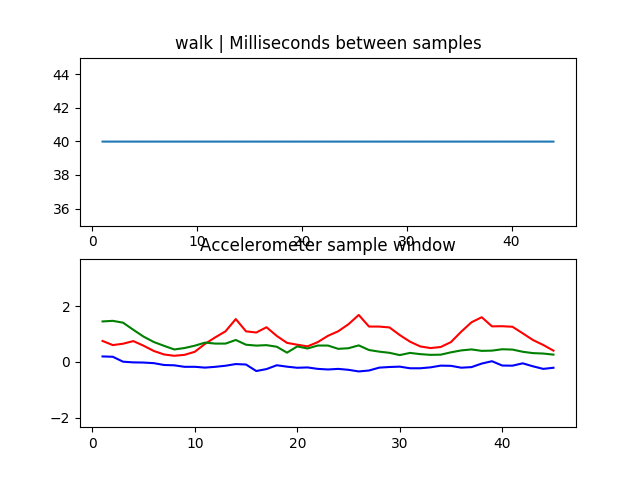 walk | Milliseconds between samples
44
42
40
38
36
0 10 20 30 40
Accelerometer sample window
2
0
−2
0 10 20 30 40